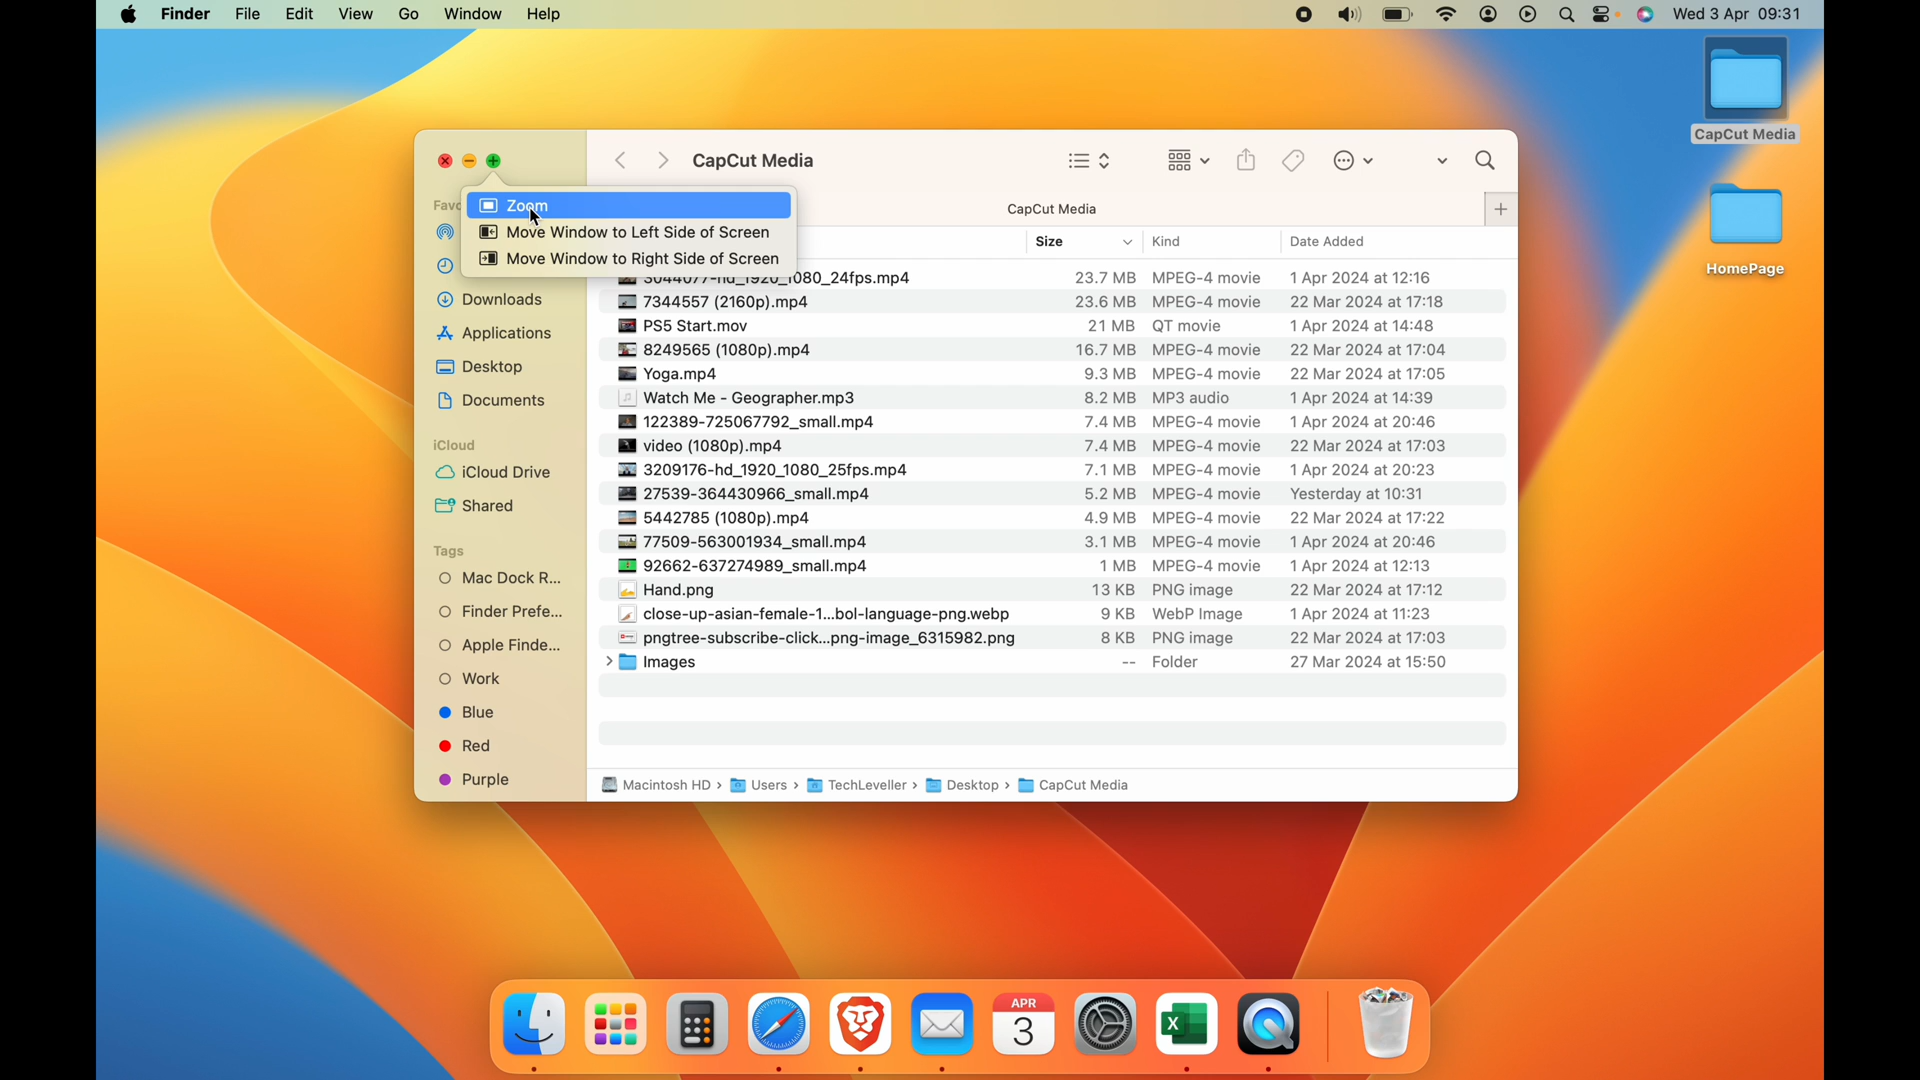 Finder File Edit View Go Window Help Wed 3 Apr 09:31
CapCut Media
HomePage
CapCut Media
Favo
Zoom
Move Window to Left Side of Screen
Move Window to Right Side of Screen
CapCut Media
Size Kind Date Added
Downloads
Applications
Desktop
Documents
iCloud
iCloud Drive
Shared
Tags
Mac Dock R...
Finder Prefe...
Apple Finde...
Work
Blue
Red
Purple
3044077-hd_1920_1080_24fps.mp4 23.7 MB MPEG-4 movie 1 Apr 2024 at 12:16
7344557 (2160p).mp4 23.6 MB MPEG-4 movie 22 Mar 2024 at 17:18
PS5 Start.mov 21 MB QT movie 1 Apr 2024 at 14:48
8249565 (1080p).mp4 16.7 MB MPEG-4 movie 22 Mar 2024 at 17:04
Yoga.mp4 9.3 MB MPEG-4 movie 22 Mar 2024 at 17:05
Watch Me - Geographer.mp3 8.2 MB MP3 audio 1 Apr 2024 at 14:39
122389-725067792_small.mp4 7.4 MB MPEG-4 movie 1 Apr 2024 at 20:46
video (1080p).mp4 7.4 MB MPEG-4 movie 22 Mar 2024 at 17:03
3209176-hd_1920_1080_25fps.mp4 7.1 MB MPEG-4 movie 1 Apr 2024 at 20:23
27539-364430966_small.mp4 5.2 MB MPEG-4 movie Yesterday at 10:31
5442785 (1080p).mp4 4.9 MB MPEG-4 movie 22 Mar 2024 at 17:22
77509-563001934_small.mp4 3.1 MB MPEG-4 movie 1 Apr 2024 at 20:46
92662-637274989_small.mp4 1 MB MPEG-4 movie 1 Apr 2024 at 12:13
Hand.png 13 KB PNG image 22 Mar 2024 at 17:12
close-up-asian-female-1...bol-language-png.webp 9 KB WebP Image 1 Apr 2024 at 11:23
pngtree-subscribe-click...png-image_6315982.png 8 KB PNG image 22 Mar 2024 at 17:03
Images -- Folder 27 Mar 2024 at 15:50
Macintosh HD › Users › TechLeveller › Desktop › CapCut Media
APR
3
X